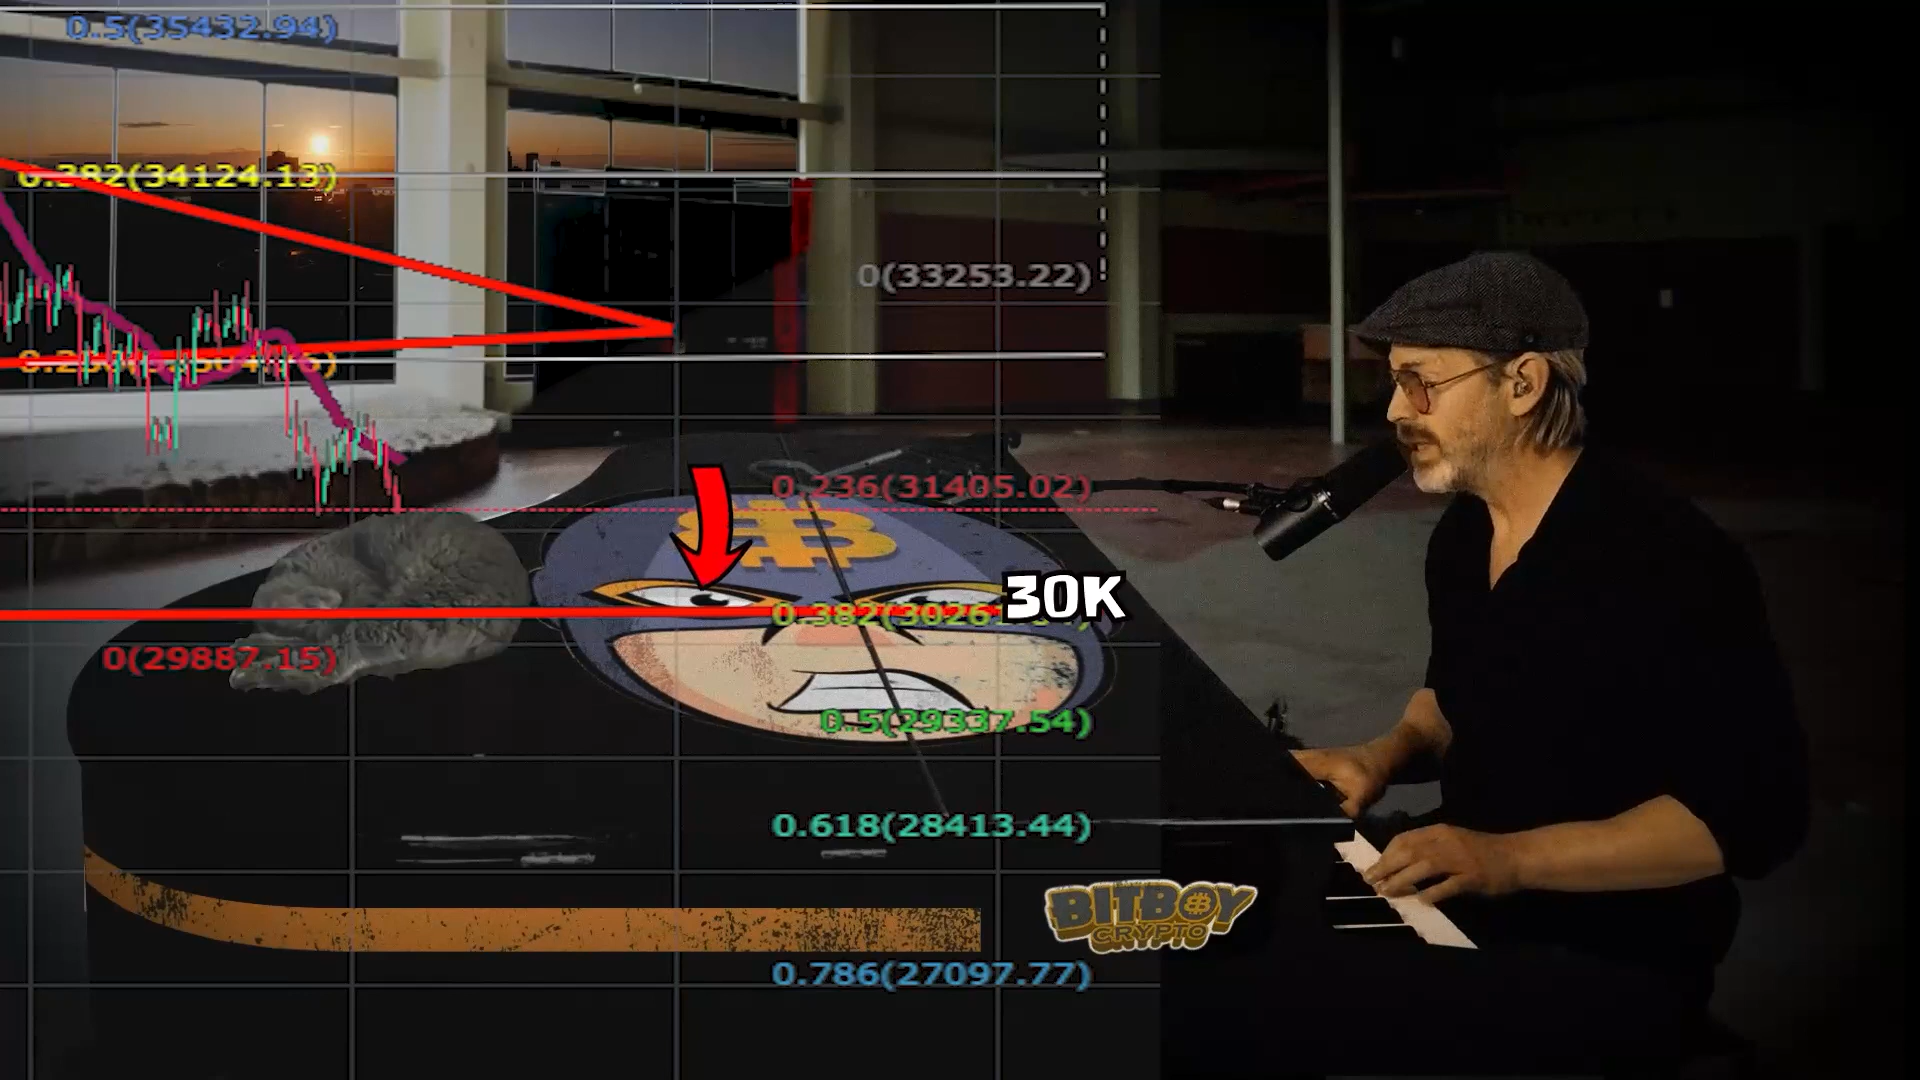 0.5(35432.94)
0.382(34124.13)
0(33253.22)
0.236(31405.02)
30K
0(29887.15)
0.5(29337.54)
0.618(28413.44)
BITBOY
CRYPTO
0.786(27097.77)